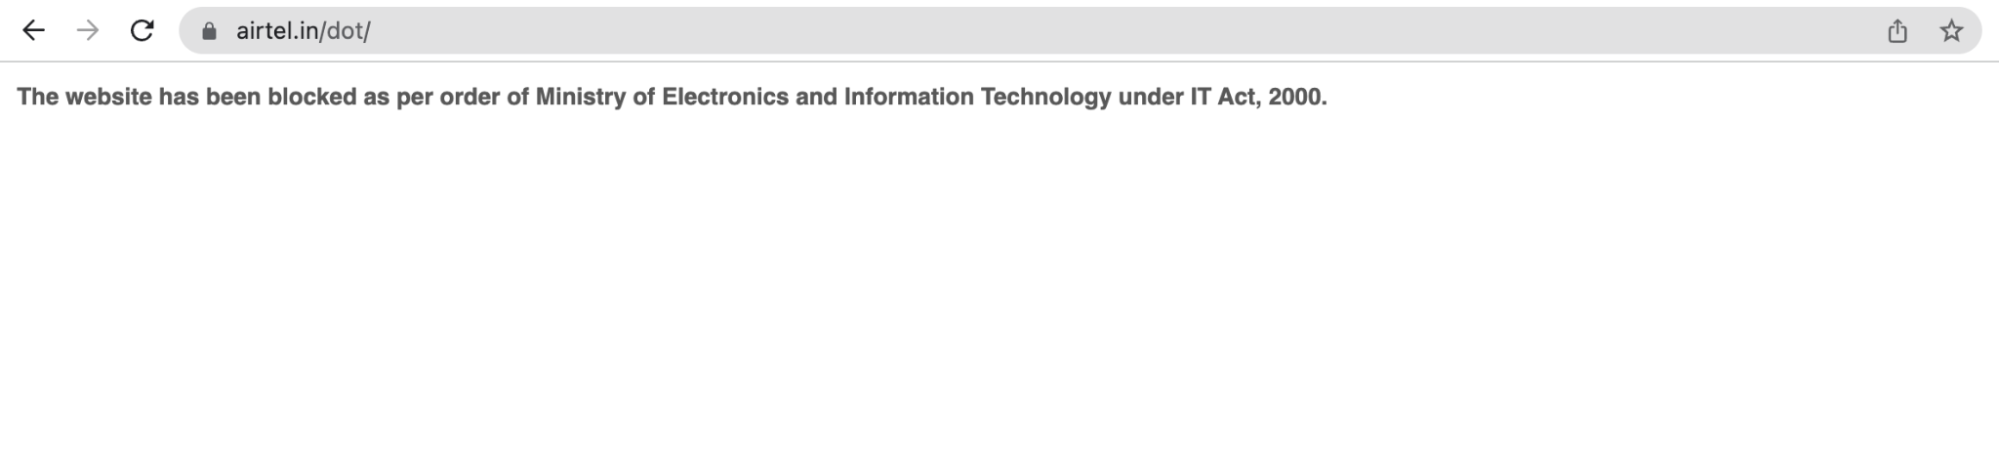 airtel.in/dot/
The website has been blocked as per order of Ministry of Electronics and Information Technology under IT Act, 2000.